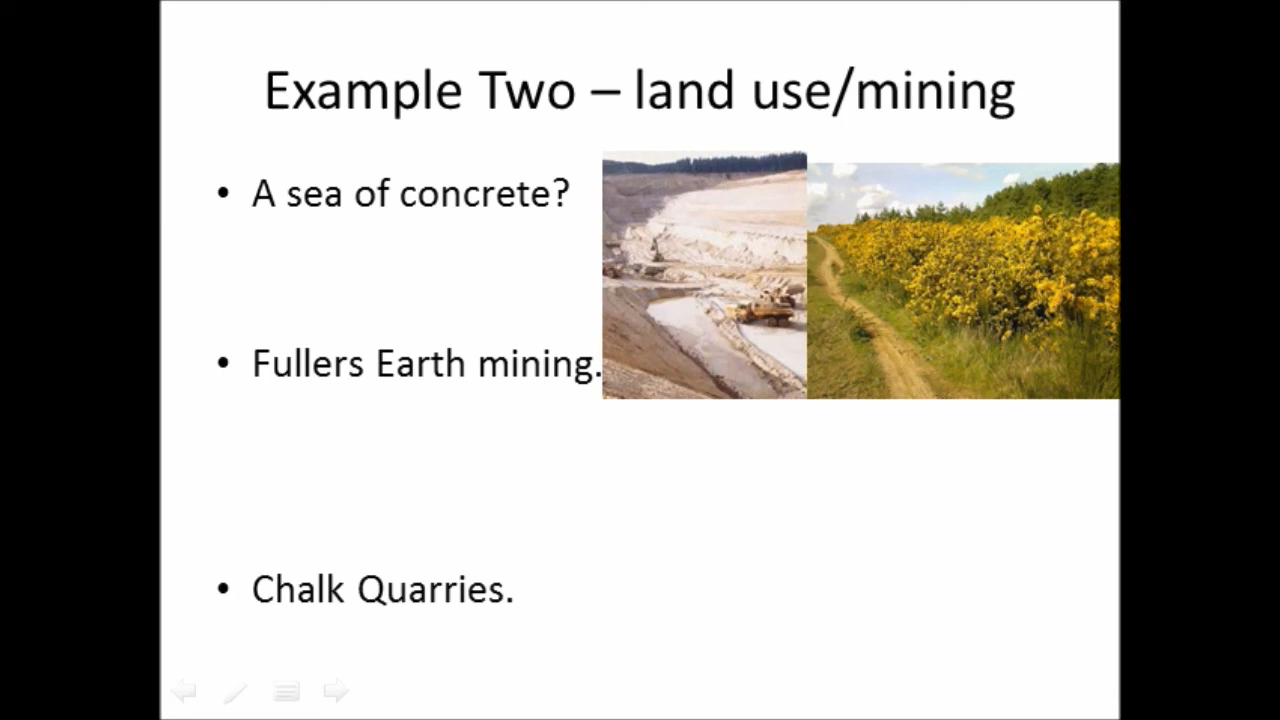 Example Two – land use/mining
• A sea of concrete?
• Fullers Earth mining.
• Chalk Quarries.